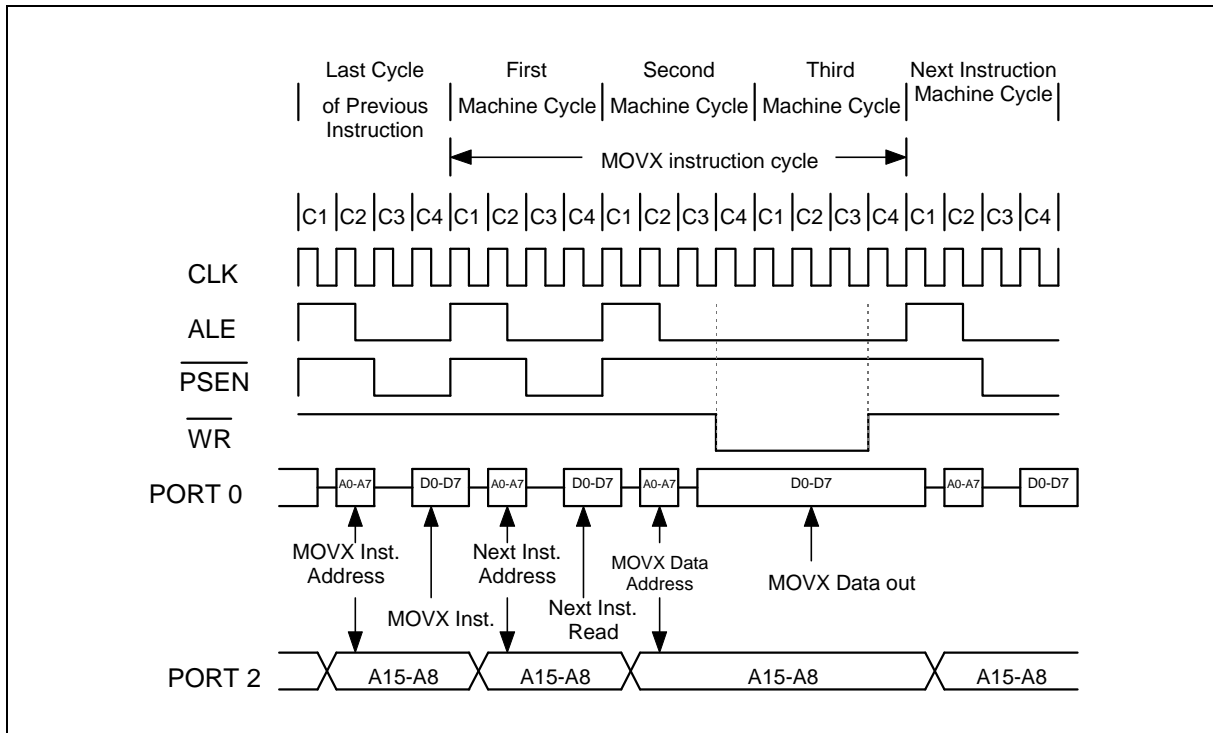 Last Cycle
of Previous
Instruction
First
Machine Cycle
Second
Machine Cycle
Third
Machine Cycle
Next Instruction
Machine Cycle
MOVX instruction cycle
C1 C2 C3 C4 C1 C2 C3 C4 C1 C2 C3 C4 C1 C2 C3 C4 C1 C2 C3 C4
CLK
ALE
PSEN
WR
PORT 0
A0-A7 D0-D7 A0-A7 D0-D7 A0-A7 D0-D7 A0-A7 D0-D7
MOVX Inst.
Address
MOVX Inst.
Next Inst.
Address
Next Inst.
Read
MOVX Data
Address
MOVX Data out
PORT 2
A15-A8 A15-A8 A15-A8 A15-A8